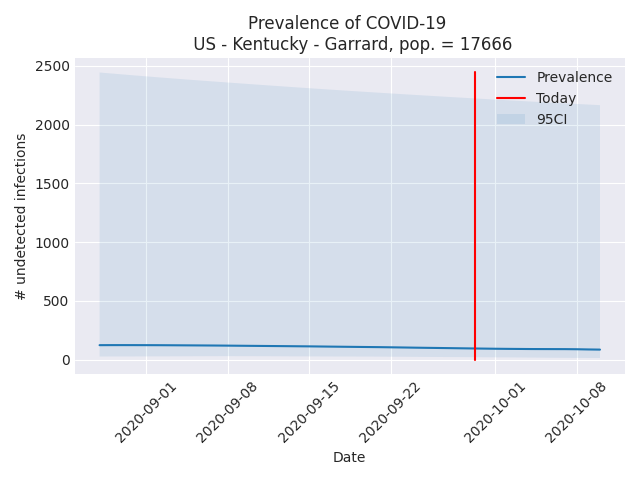 Prevalence of COVID-19
US - Kentucky - Garrard, pop. = 17666
2500
2000
1500
1000
500
0
# undetected infections
Prevalence
Today
95CI
2020-09-01
2020-09-08
2020-09-15
2020-09-22
2020-10-01
2020-10-08
Date